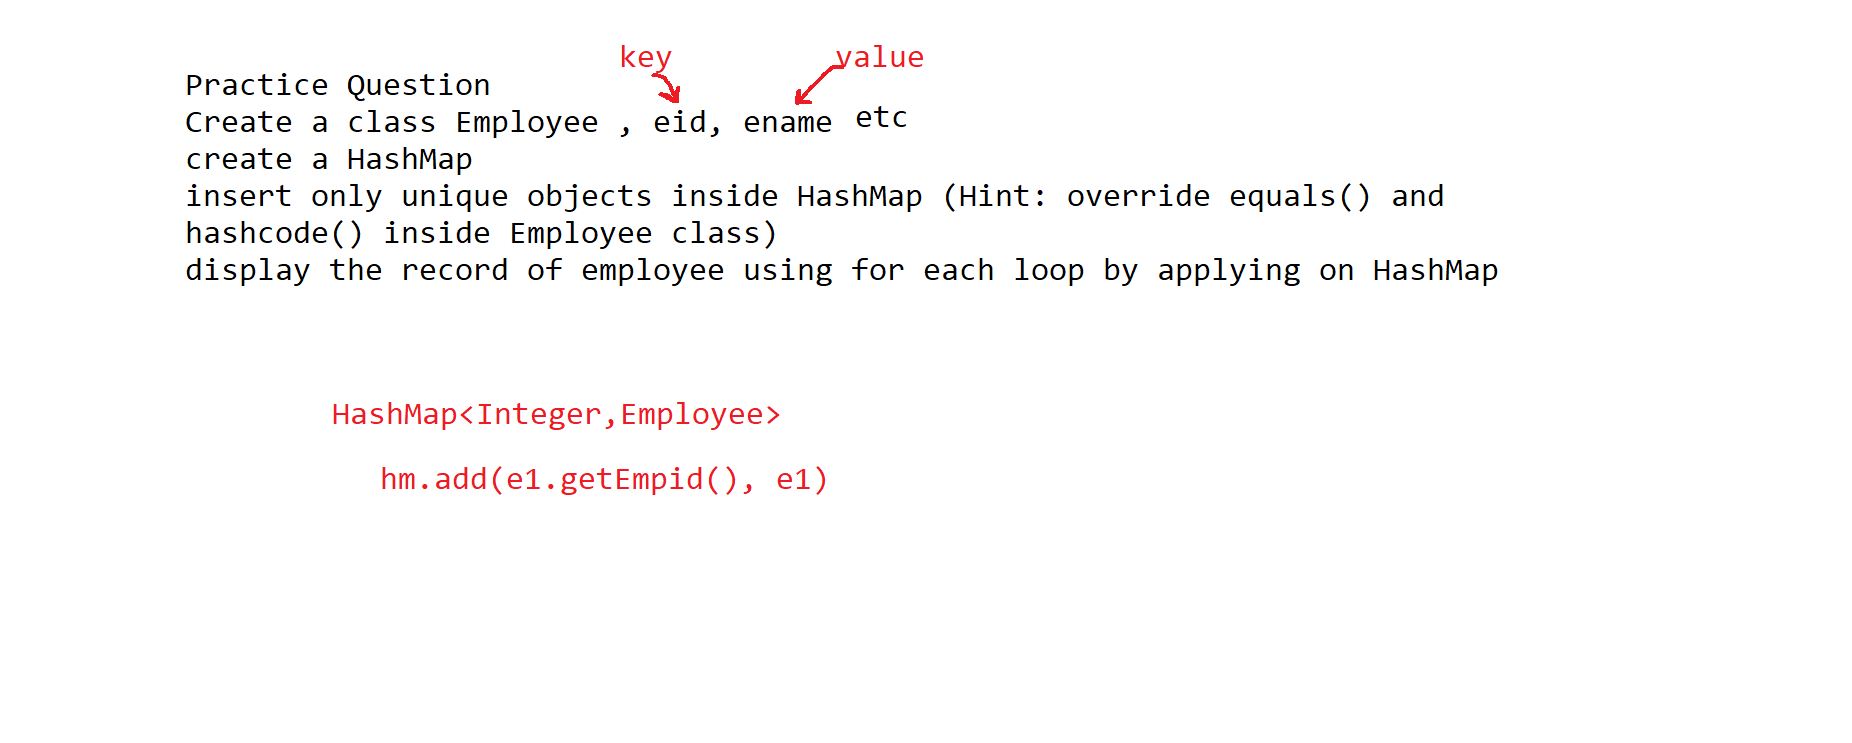 key value
Practice Question
Create a class Employee , eid, ename etc
create a HashMap
insert only unique objects inside HashMap (Hint: override equals() and
hashcode() inside Employee class)
display the record of employee using for each loop by applying on HashMap
HashMap<Integer,Employee>
hm.add(e1.getEmpid(), e1)